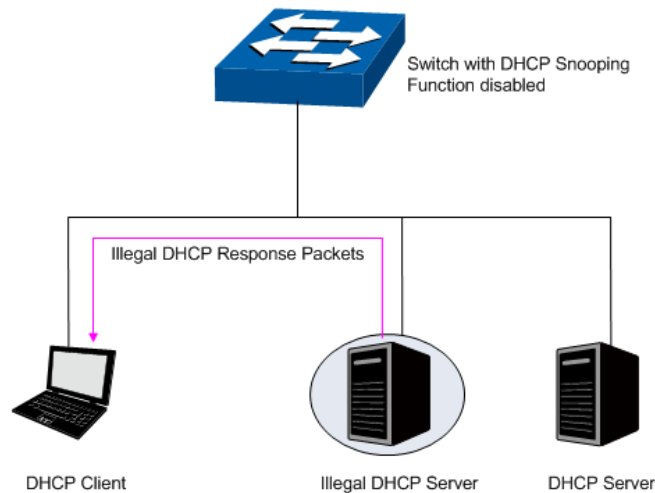 Switch with DHCP Snooping
Function disabled
Illegal DHCP Response Packets
DHCP Client
Illegal DHCP Server
DHCP Server